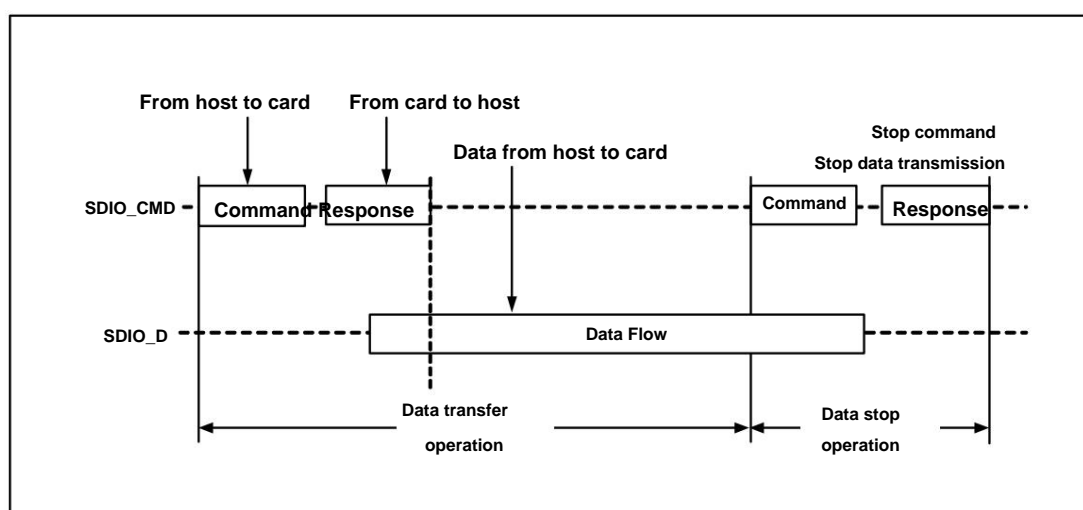 From host to card
From card to host
Data from host to card
Stop command
Stop data transmission
SDIO_CMD
Command Response
Command
Response
SDIO_D
Data Flow
Data transfer
operation
Data stop
operation